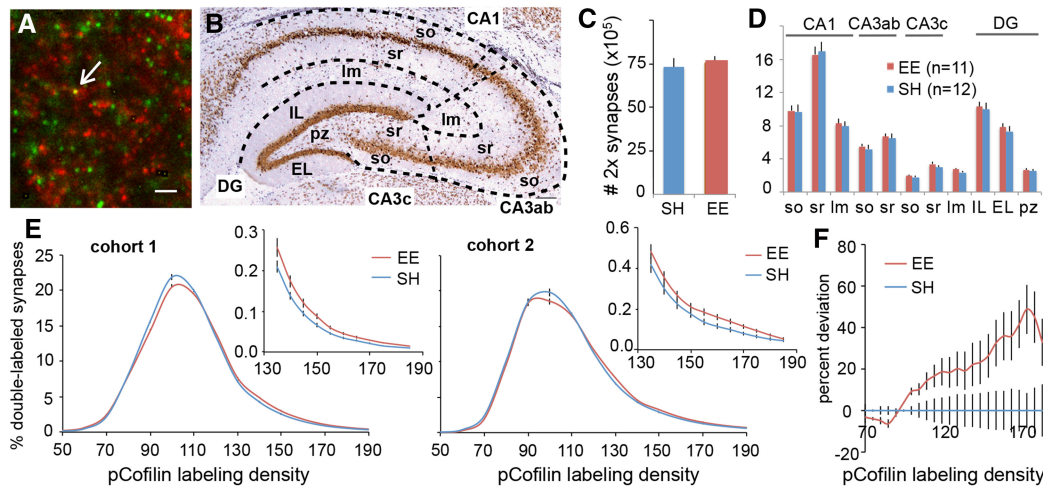 A
B
CA1
so
sr
lm
IL
pz
sr
lm
EL
so
sr
so
DG
CA3c
CA3ab
C
# 2x synapses (x10⁵)
75
50
25
0
SH
EE
D
CA1
CA3ab
CA3c
DG
16
12
8
4
0
EE (n=11)
SH (n=12)
so sr lm so sr so sr lm IL EL pz
E
cohort 1
% double-labeled synapses
25
20
15
10
5
0
50 70 90 110 130 150 170 190
pCofilin labeling density
0.3
0.2
0.1
0.0
130 150 170 190
EE
SH
cohort 2
50 70 90 110 130 150 170 190
pCofilin labeling density
0.6
0.4
0.2
0.0
130 150 170 190
EE
SH
F
percent deviation
80
60
40
20
0
-20
70 120 170
EE
SH
pCofilin labeling density